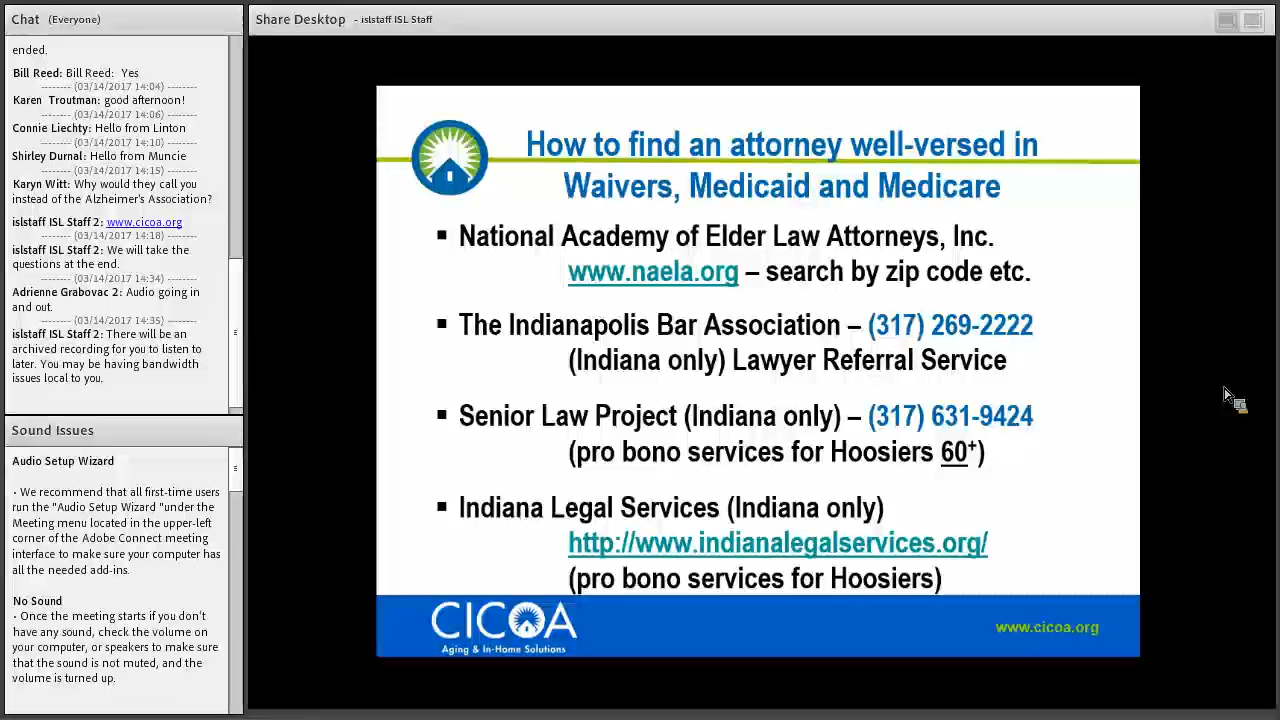 Chat (Everyone)
ended.
Bill Reed: Bill Reed: Yes
-------- (03/14/2017 14:04) --------
Karen Troutman: good afternoon!
-------- (03/14/2017 14:06) --------
Connie Liechty: Hello from Linton
-------- (03/14/2017 14:10) --------
Shirley Durnal: Hello from Muncie
-------- (03/14/2017 14:15) --------
Karyn Witt: Why would they call you
instead of the Alzheimer's Association?
islstaff ISL Staff 2: www.cicoa.org
-------- (03/14/2017 14:18) --------
islstaff ISL Staff 2: We will take the
questions at the end.
-------- (03/14/2017 14:34) --------
Adrienne Grabovac 2: Audio going in
and out.
-------- (03/14/2017 14:35) --------
islstaff ISL Staff 2: There will be an
archived recording for you to listen to
later. You may be having bandwidth
issues local to you.
Sound Issues
Audio Setup Wizard
• We recommend that all first-time users
run the "Audio Setup Wizard "under the
Meeting menu located in the upper-left
corner of the Adobe Connect meeting
interface to make sure your computer has
all the needed add-ins.
No Sound
• Once the meeting starts if you don't
have any sound, check the volume on
your computer, or speakers to make sure
that the sound is not muted, and the
volume is turned up.
Share Desktop - islstaff ISL Staff
How to find an attorney well-versed in
Waivers, Medicaid and Medicare
▪ National Academy of Elder Law Attorneys, Inc.
www.naela.org – search by zip code etc.
▪ The Indianapolis Bar Association – (317) 269-2222
(Indiana only) Lawyer Referral Service
▪ Senior Law Project (Indiana only) – (317) 631-9424
(pro bono services for Hoosiers 60+)
▪ Indiana Legal Services (Indiana only)
http://www.indianalegalservices.org/
(pro bono services for Hoosiers)
CICOA
Aging & In-Home Solutions
www.cicoa.org